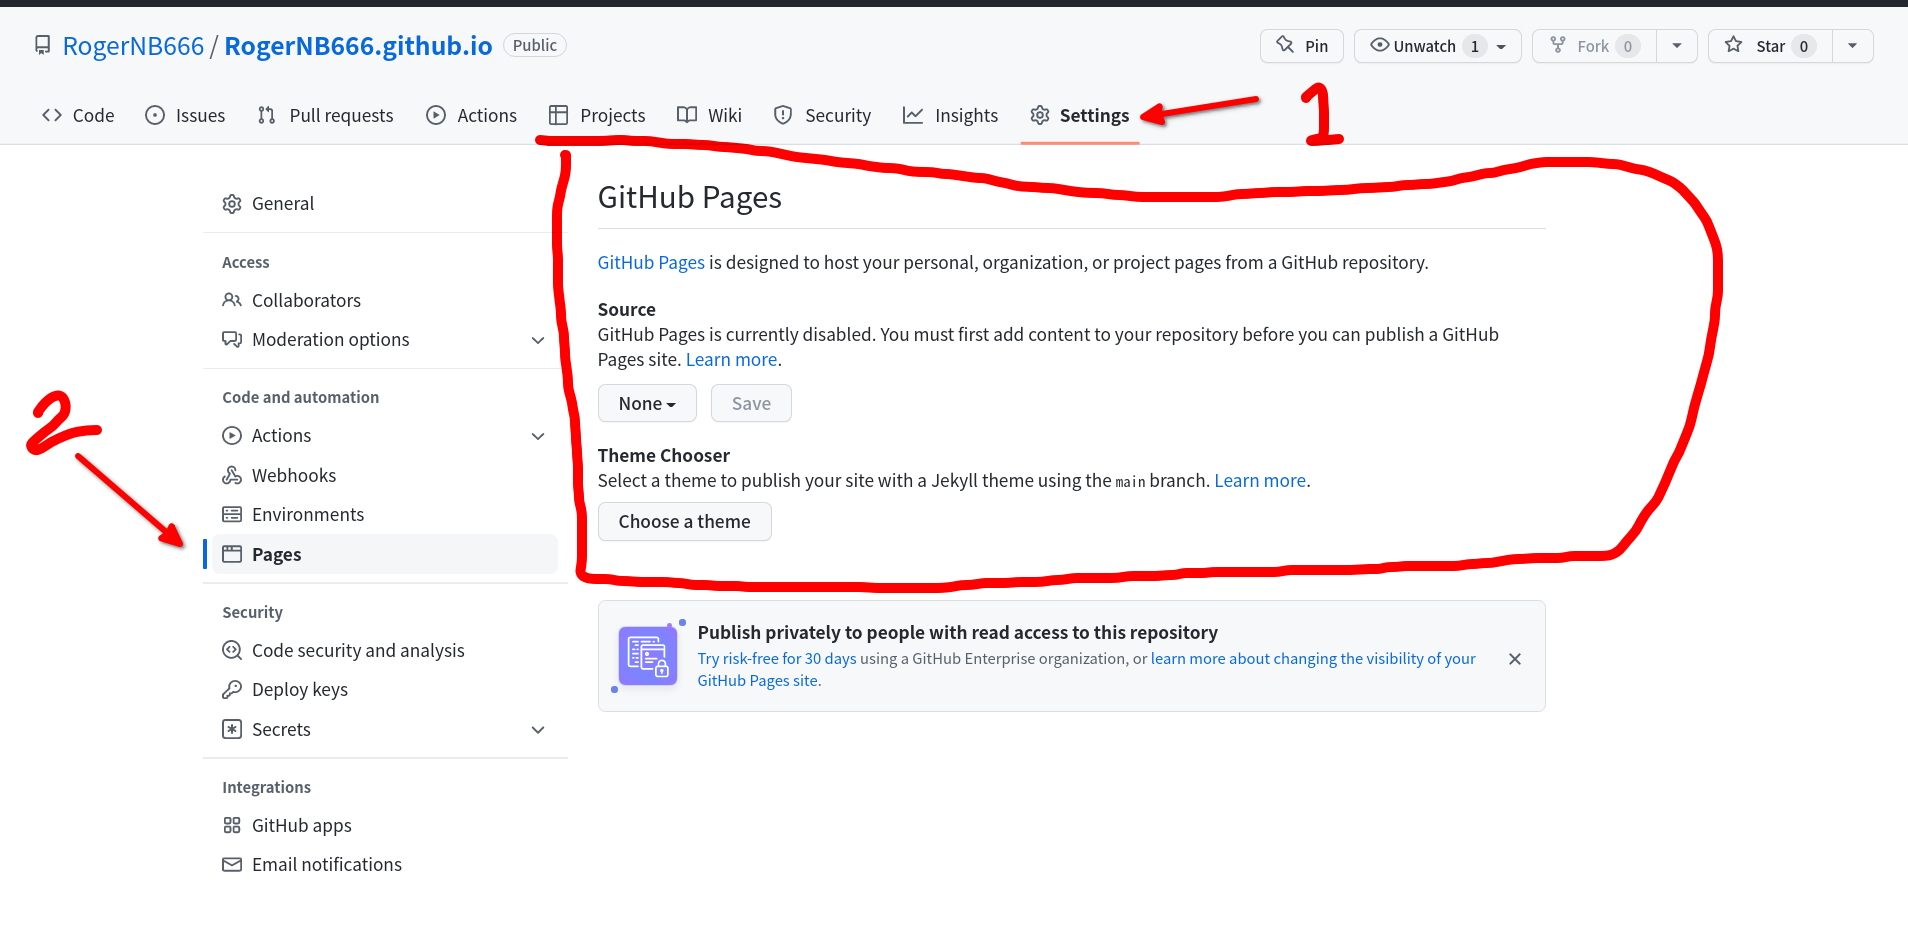 RogerNB666 / RogerNB666.github.io Public
Pin
Unwatch 1
Fork 0
Star 0
Code
Issues
Pull requests
Actions
Projects
Wiki
Security
Insights
Settings
1
General
Access
Collaborators
Moderation options
Code and automation
Actions
Webhooks
Environments
Pages
2
Security
Code security and analysis
Deploy keys
Secrets
Integrations
GitHub apps
Email notifications
GitHub Pages
GitHub Pages is designed to host your personal, organization, or project pages from a GitHub repository.
Source
GitHub Pages is currently disabled. You must first add content to your repository before you can publish a GitHub
Pages site. Learn more.
None
Save
Theme Chooser
Select a theme to publish your site with a Jekyll theme using the main branch. Learn more.
Choose a theme
Publish privately to people with read access to this repository
Try risk-free for 30 days using a GitHub Enterprise organization, or learn more about changing the visibility of your
GitHub Pages site.